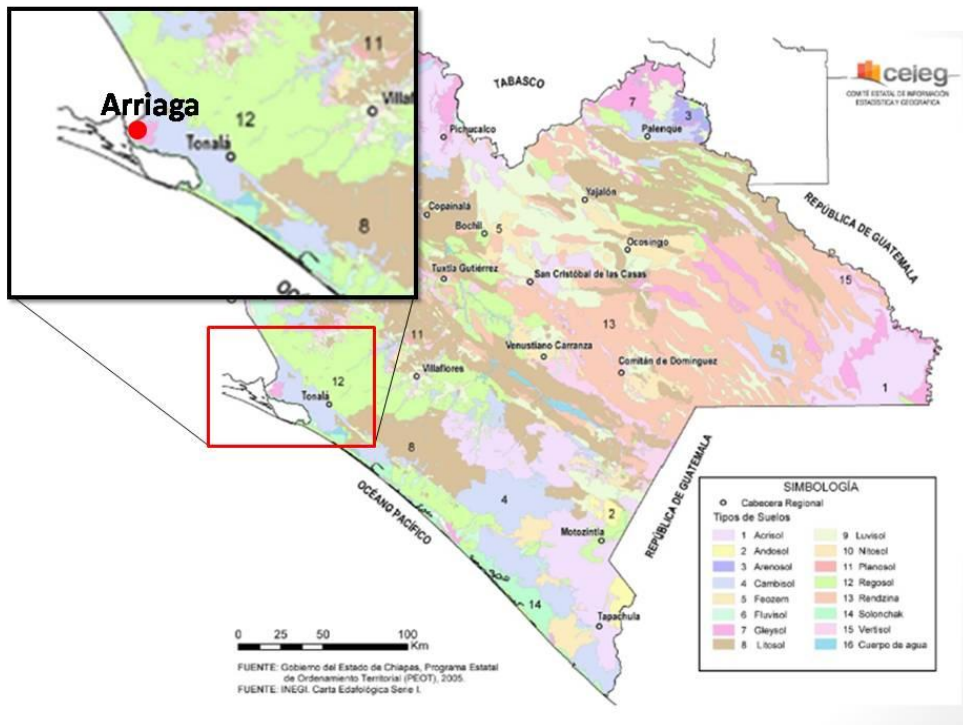 11
Arriaga
12
Tonalá
8
TABASCO
7
3
Pichucalco
Palenque
ceieg
COMITÉ ESTATAL DE INFORMACIÓN
ESTADÍSTICA Y GEOGRÁFICA
REPÚBLICA DE GUATEMALA
Yajalón
Copainalá
Bochil
5
Ocosingo
Tuxtla Gutiérrez
San Cristóbal de las Casas
15
11
13
Venustiano Carranza
Villaflores
Comitán de Domínguez
12
Tonalá
1
8
OCÉANO PACÍFICO
4
2
Motozintla
REPÚBLICA DE GUATEMALA
14
Tapachula
SIMBOLOGÍA
Cabecera Regional
Tipos de Suelos
1 Acrisol
2 Andosol
3 Arenosol
4 Cambisol
5 Feozem
6 Fluvisol
7 Gleysol
8 Litosol
9 Luvisol
10 Nitosol
11 Planosol
12 Regosol
13 Rendzina
14 Solonchak
15 Vertisol
16 Cuerpo de agua
0 25 50 100
Km
FUENTE: Gobierno del Estado de Chiapas, Programa Estatal
de Ordenamiento Territorial (PEOT), 2005.
FUENTE: INEGI. Carta Edafológica Serie I.